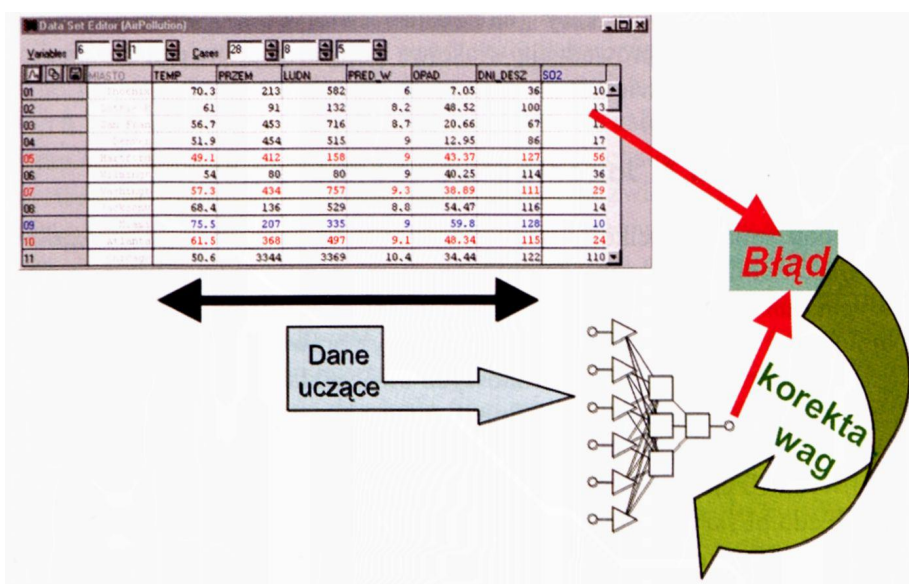 Data Set Editor (AirPollution)
Variables 6 1 Cases 28 8 5
MIASTO TEMP PRZEM LUDN PRED_W OPAD DNI_DESZ SO2
01 70.3 213 582 6 7.05 36 10
02 61 91 132 8.2 48.52 100 13
03 56.7 453 716 8.7 20.66 67
04 51.9 454 515 9 12.95 86 17
05 49.1 412 158 9 43.37 127 56
06 54 80 80 9 40.25 114 36
07 57.3 434 757 9.3 38.89 111 29
08 68.4 136 529 8.8 54.47 116 14
09 75.5 207 335 9 59.8 128 10
10 61.5 368 497 9.1 48.34 115 24
11 50.6 3344 3369 10.4 34.44 122 110
Błąd
Dane
uczące
korekta
wag